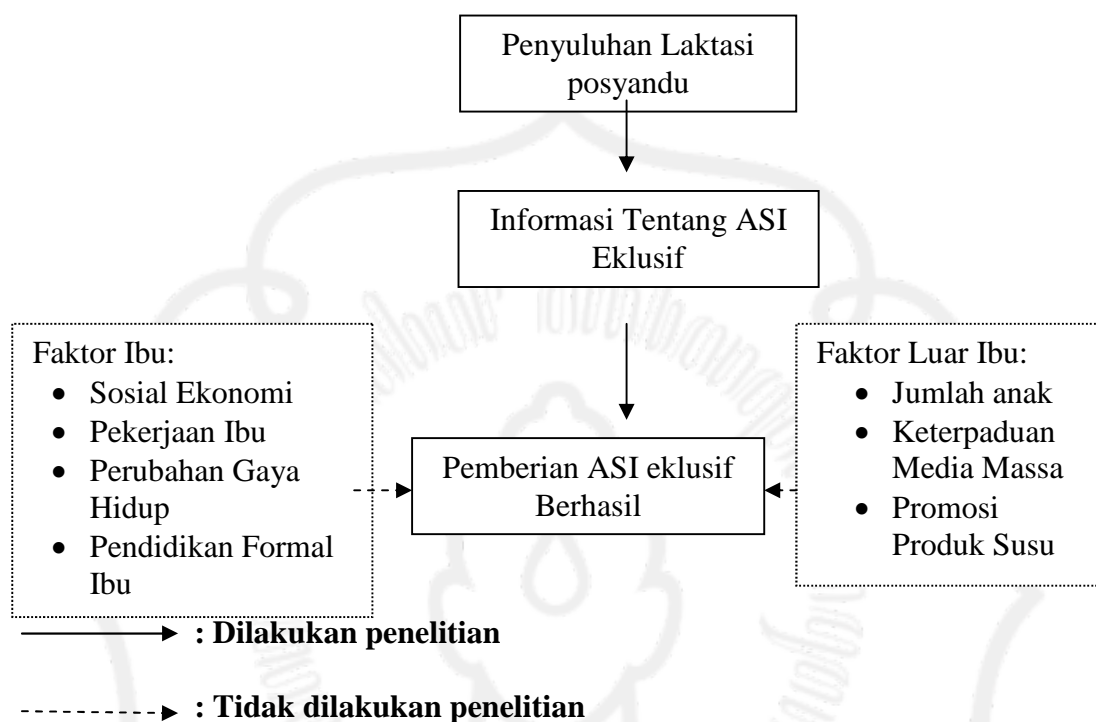 Penyuluhan Laktasi
posyandu
Informasi Tentang ASI
Eklusif
Faktor Ibu:
• Sosial Ekonomi
• Pekerjaan Ibu
• Perubahan Gaya
Hidup
• Pendidikan Formal
Ibu
Pemberian ASI eklusif
Berhasil
Faktor Luar Ibu:
• Jumlah anak
• Keterpaduan
Media Massa
• Promosi
Produk Susu
: Dilakukan penelitian
: Tidak dilakukan penelitian